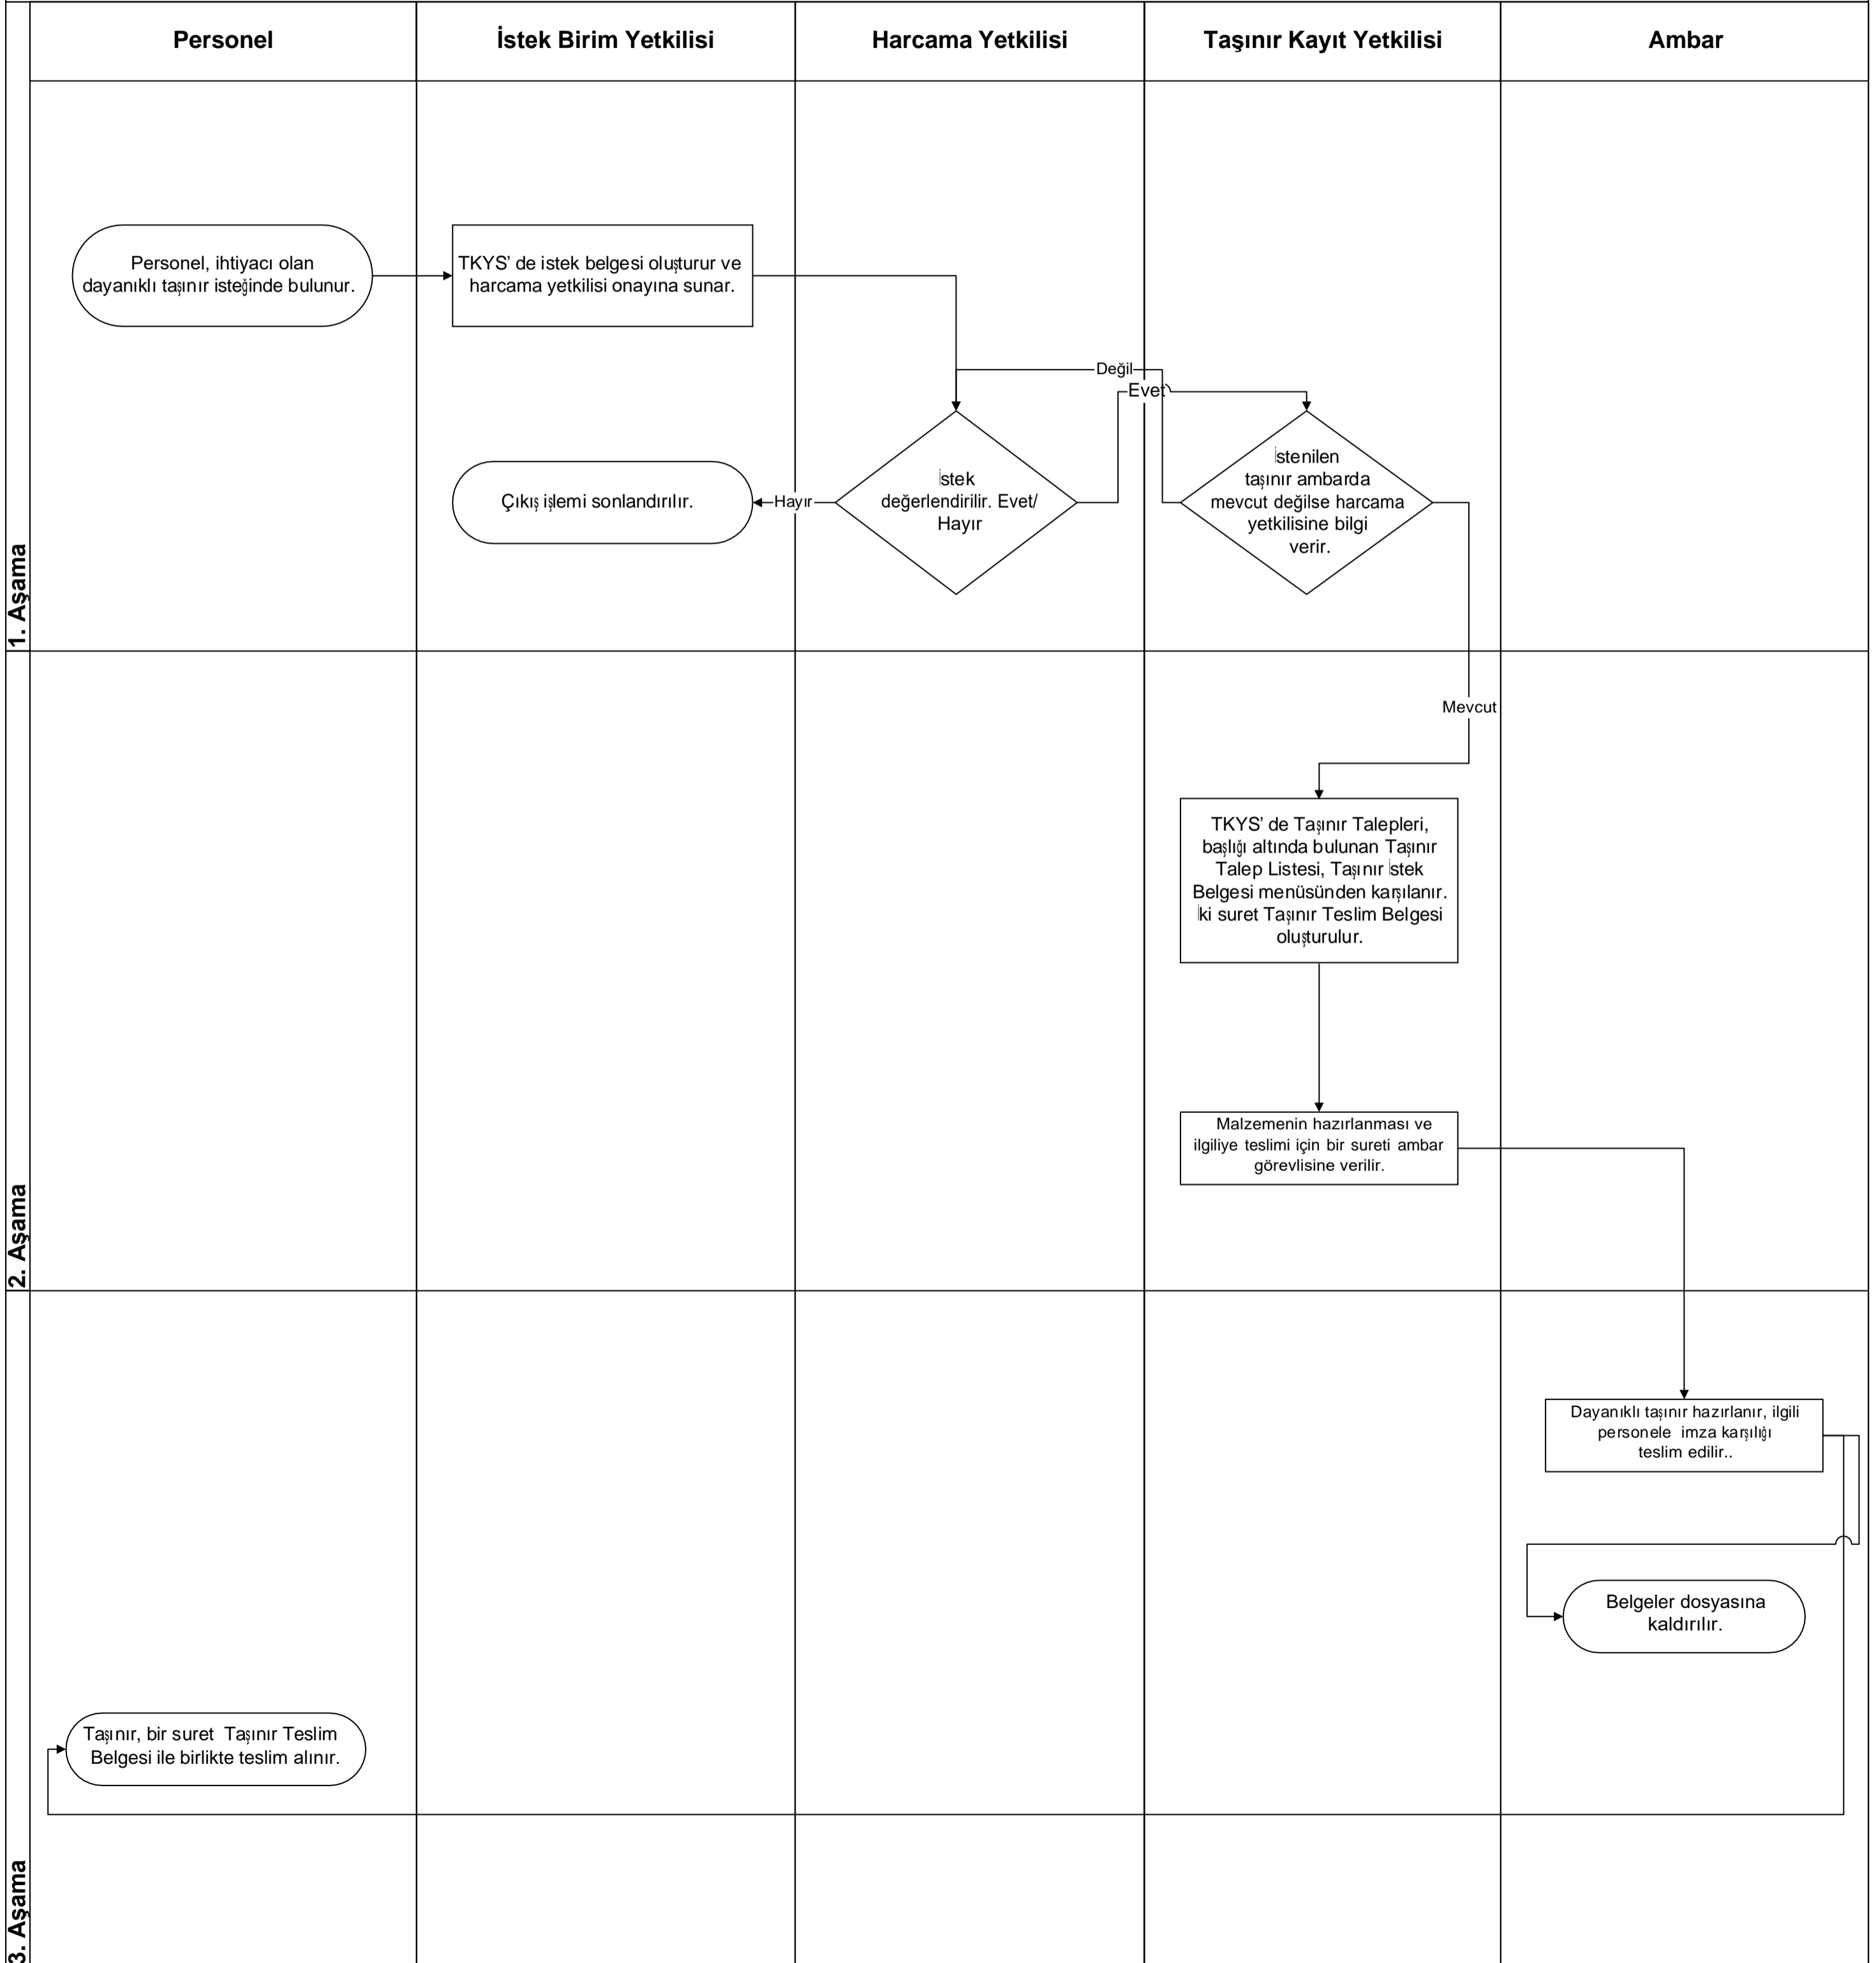 Personel
İstek Birim Yetkilisi
Harcama Yetkilisi
Taşınır Kayıt Yetkilisi
Ambar
1. Aşama
Personel, ihtiyacı olan
dayanıklı taşınır isteğinde bulunur.
TKYS’ de istek belgesi oluşturur ve
harcama yetkilisi onayına sunar.
Değil
Evet
Çıkış işlemi sonlandırılır.
Hayır
İstek
değerlendirilir. Evet/
Hayır
İstenilen
taşınır ambarda
mevcut değilse harcama
yetkilisine bilgi
verir.
2. Aşama
Mevcut
TKYS’ de Taşınır Talepleri,
başlığı altında bulunan Taşınır
Talep Listesi, Taşınır İstek
Belgesi menüsünden karşılanır.
İki suret Taşınır Teslim Belgesi
oluşturulur.
Malzemenin hazırlanması ve
ilgiliye teslimi için bir sureti ambar
görevlisine verilir.
3. Aşama
Dayanıklı taşınır hazırlanır, ilgili
personele imza karşılığı
teslim edilir..
Belgeler dosyasına
kaldırılır.
Taşınır, bir suret Taşınır Teslim
Belgesi ile birlikte teslim alınır.